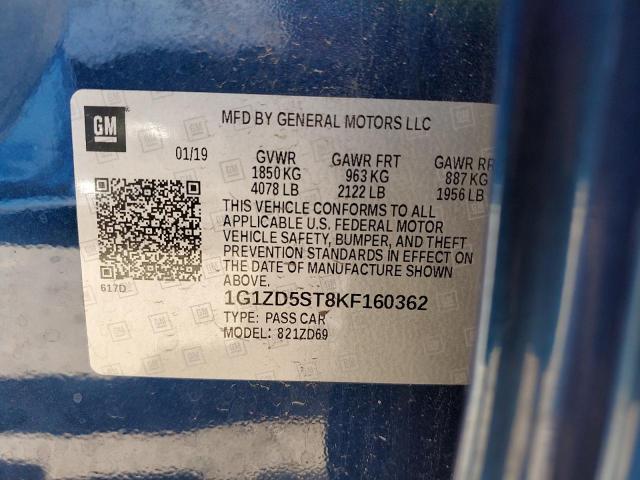 GM
MFD BY GENERAL MOTORS LLC
01/19 GVWR GAWR FRT GAWR RR
1850 KG 963 KG 887 KG
4078 LB 2122 LB 1956 LB
THIS VEHICLE CONFORMS TO ALL
APPLICABLE U.S. FEDERAL MOTOR
VEHICLE SAFETY, BUMPER, AND THEFT
PREVENTION STANDARDS IN EFFECT ON
THE DATE OF MANUFACTURE SHOWN
ABOVE.
617D
1G1ZD5ST8KF160362
TYPE: PASS CAR
MODEL: 821ZD69